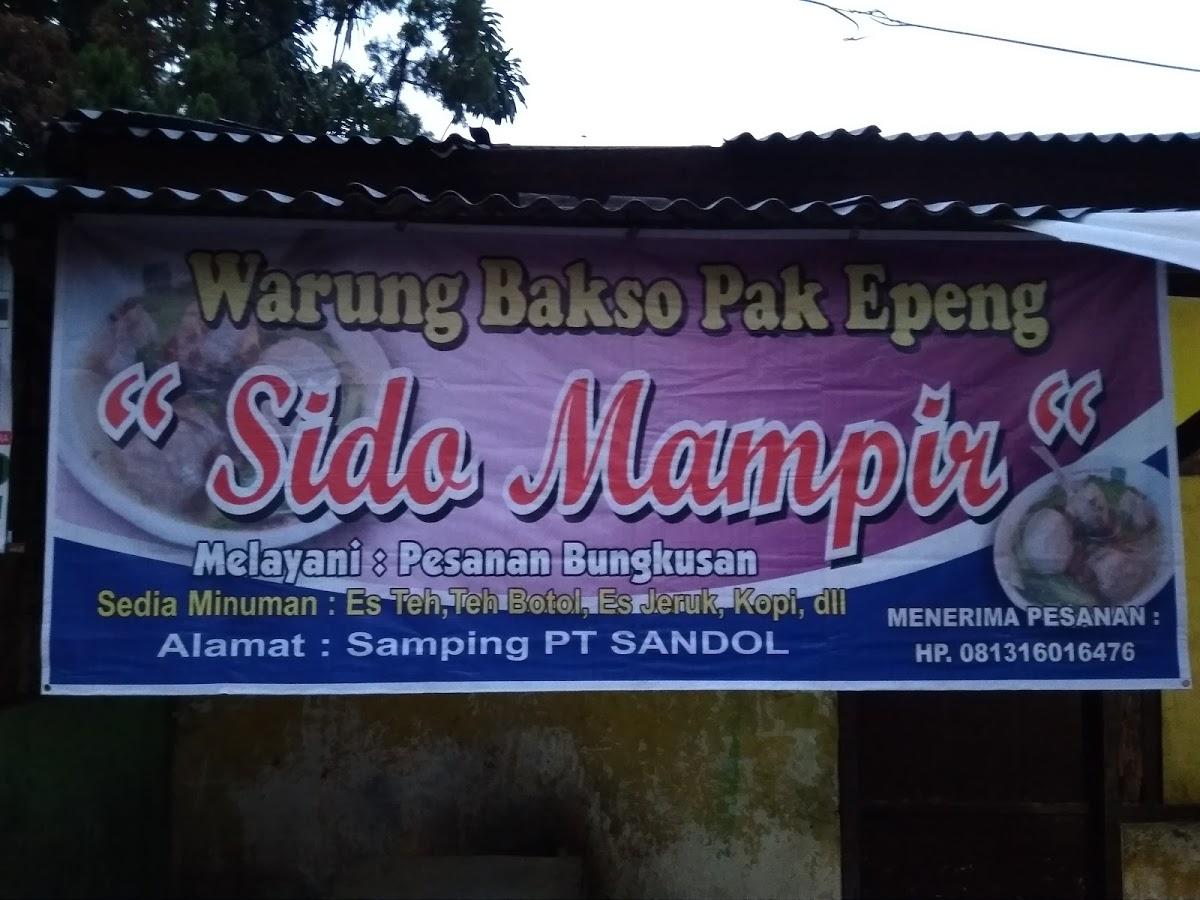 Warung Bakso Pak Epeng
“ Sido Mampir “
Melayani : Pesanan Bungkusan
Sedia Minuman : Es Teh,Teh Botol, Es Jeruk, Kopi, dll
Alamat : Samping PT SANDOL
MENERIMA PESANAN :
HP. 081316016476